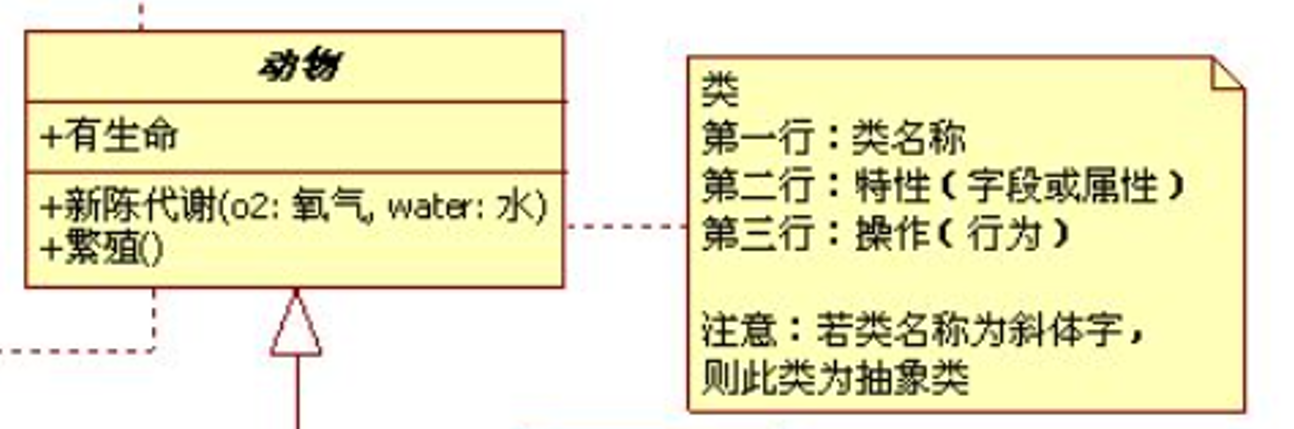 动物
+有生命
+新陈代谢(o2: 氧气, water: 水)
+繁殖()
类
第一行：类名称
第二行：特性（字段或属性）
第三行：操作（行为）
注意：若类名称为斜体字，
则此类为抽象类